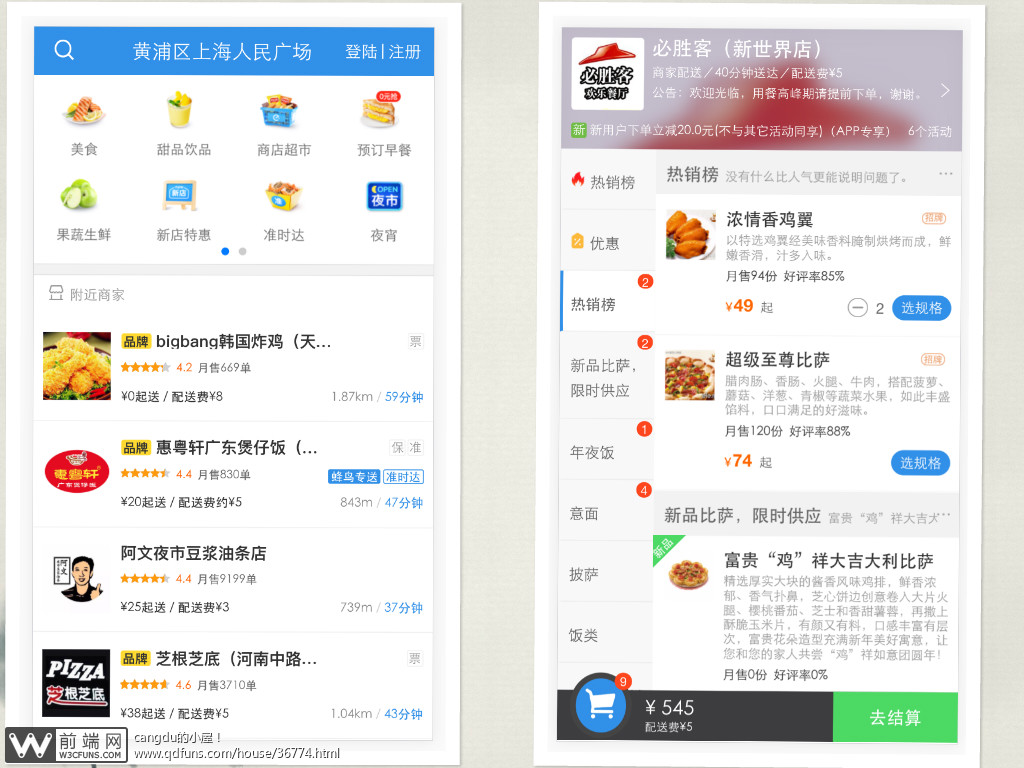 黄浦区上海人民广场
登陆|注册
0元抢
美食
甜品饮品
商店超市
预订早餐
新店
OPEN
夜市
果蔬生鲜
新店特惠
准时达
夜宵
附近商家
品牌 bigbang韩国炸鸡（天...
票
4.2 月售669单
¥0起送 / 配送费¥8
1.87km / 59分钟
惠粤轩
广东煲仔饭
品牌 惠粤轩广东煲仔饭（...
保 准
4.4 月售830单
蜂鸟专送 准时达
¥20起送 / 配送费约¥5
843m / 47分钟
阿文
阿文夜市豆浆油条店
4.4 月售9199单
¥25起送 / 配送费¥3
739m / 37分钟
PIZZA
芝根芝底
品牌 芝根芝底（河南中路...
票
4.6 月售3710单
¥38起送 / 配送费¥5
1.04km / 43分钟
前端网
W3CFUNS.COM
cangdu的小屋！
www.qdfuns.com/house/36774.html
必胜客
欢乐餐厅
必胜客（新世界店）
商家配送／40分钟送达／配送费¥5
公告：欢迎光临，用餐高峰期请提前下单，谢谢。
新 新用户下单立减20.0元(不与其它活动同享)（APP专享）
6个活动
热销榜
优惠
2
热销榜
2
新品比萨，
限时供应
1
年夜饭
4
意面
披萨
饭类
热销榜 没有什么比人气更能说明问题了。
...
浓情香鸡翼
招牌
以特选鸡翼经美味香料腌制烘烤而成，鲜
嫩香滑，汁多入味。
月售94份 好评率85%
¥49 起
2
选规格
超级至尊比萨
招牌
腊肉肠、香肠、火腿、牛肉，搭配菠萝、
蘑菇、洋葱、青椒等蔬菜水果，如此丰盛
馅料，口口满足的好滋味。
月售120份 好评率88%
¥74 起
选规格
新品比萨，限时供应 富贵“鸡”祥大吉大
...
新品
富贵“鸡”祥大吉大利比萨
精选厚实大块的酱香风味鸡排，鲜香浓
郁、香气扑鼻，芝心饼边创意卷入大片火
腿、樱桃番茄、芝士和香甜薯蓉，再撒上
酥脆玉米片，有颜又有料，口感丰富有层
次，富贵花朵造型充满新年美好寓意，让
您和您的家人共尝“鸡”祥如意团圆年！
月售0份 好评率0%
9
¥ 545
配送费¥5
去结算